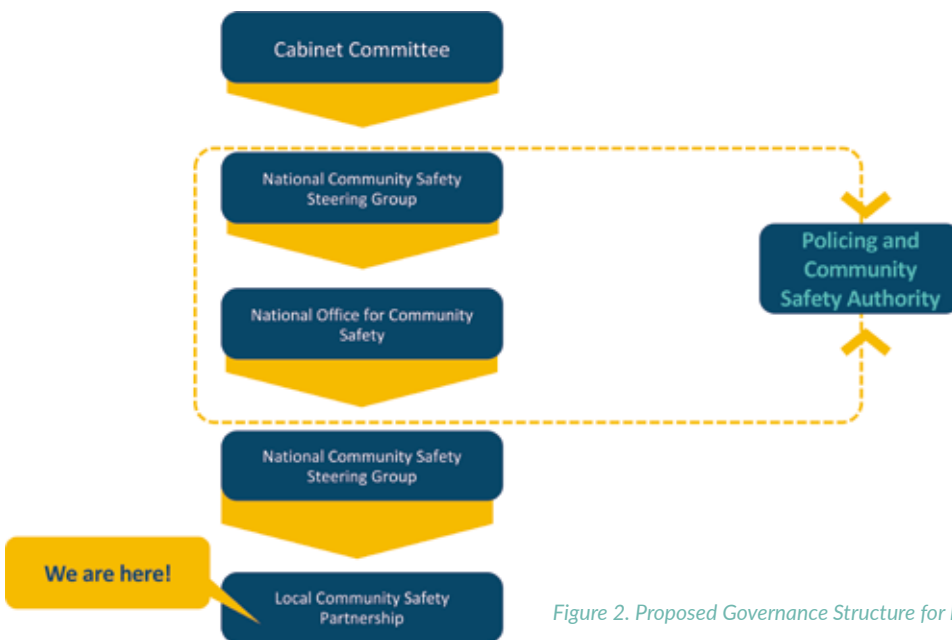 Cabinet Committee
National Community Safety
Steering Group
Policing and
Community
Safety Authority
National Office for Community
Safety
National Community Safety
Steering Group
We are here!
Local Community Safety
Partnership
Figure 2. Proposed Governance Structure for